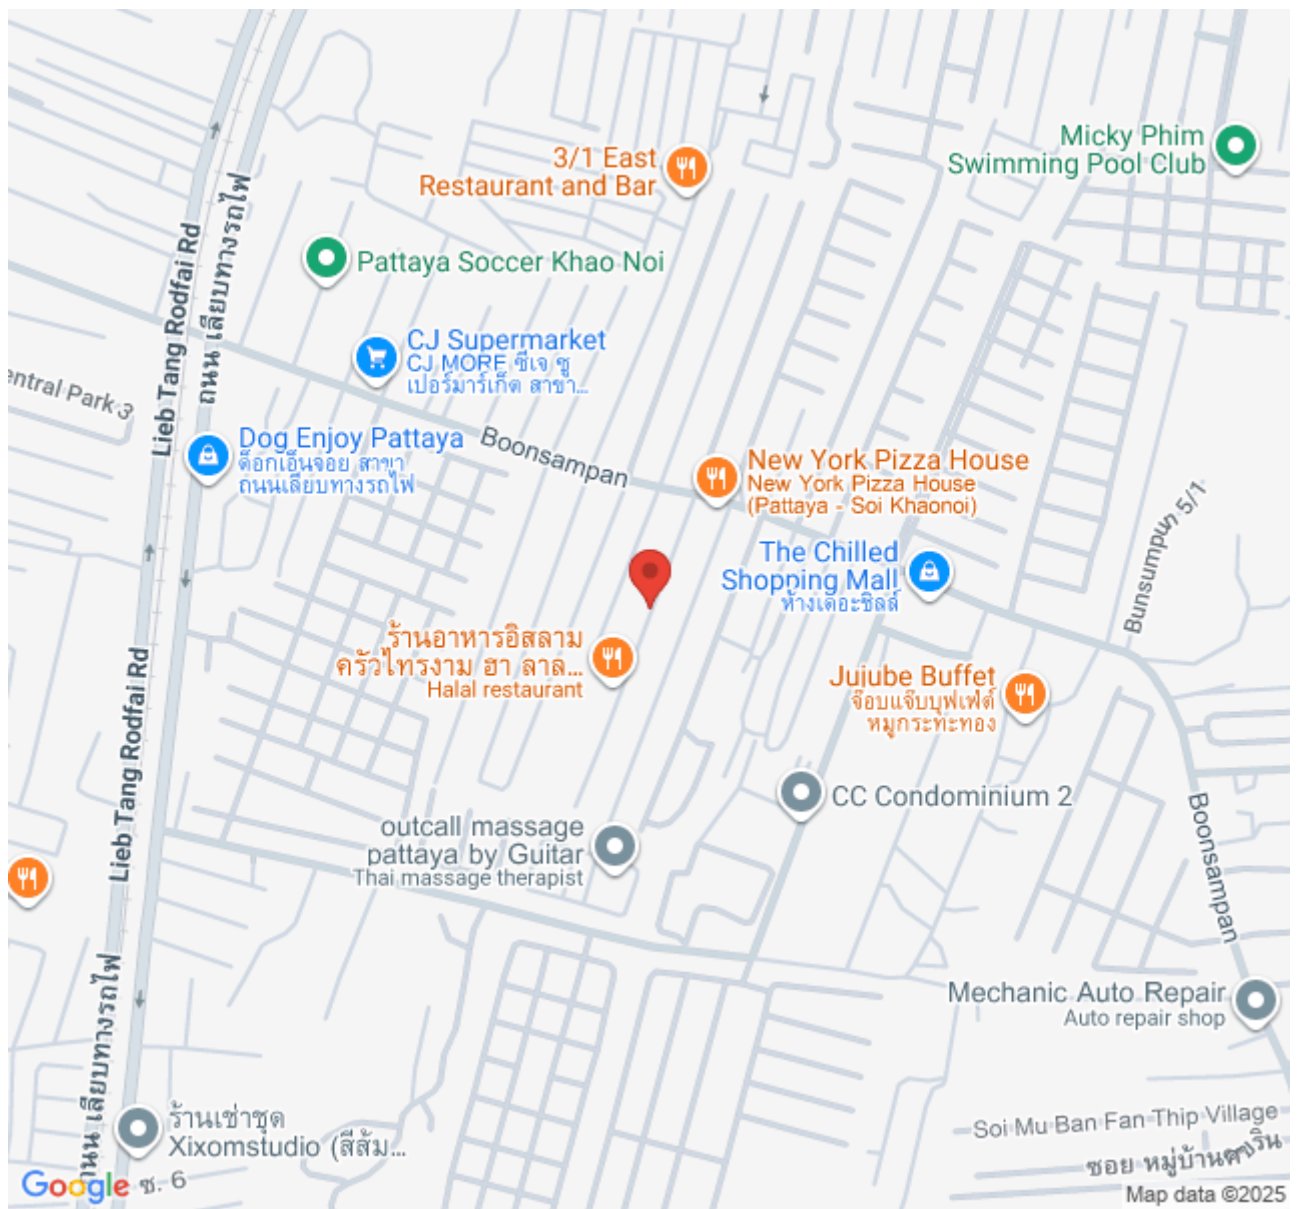 Micky Phim
Swimming Pool Club
3/1 East
Restaurant and Bar
Pattaya Soccer Khao Noi
Lieb Tang Rodfai Rd
ถนน เลียบทางรถไฟ
CJ Supermarket
CJ MORE ซีเจ ซู
เปอร์มาร์เก็ต สาขา...
entral Park 3
Dog Enjoy Pattaya
ด็อกเอ็นจอย สาขา
ถนนเลียบทางรถไฟ
Boonsampan
New York Pizza House
New York Pizza House
(Pattaya - Soi Khaonoi)
The Chilled
Shopping Mall
ห้างเดอะชิลล์
Bunsumpun 5/1
ร้านอาหารอิสลาม
ครัวไทรงาม ฮา ลาล...
Halal restaurant
Jujube Buffet
จ๊อบแจ๊บบุฟเฟ่ต์
หมูกระทะทอง
Lieb Tang Rodfai Rd
CC Condominium 2
outcall massage
pattaya by Guitar
Thai massage therapist
Boonsampan
Mechanic Auto Repair
Auto repair shop
ถนน เลียบทางรถไฟ
ร้านเช่าชุด
Xixomstudio (สีส้ม...
Soi Mu Ban Fan Thip Village
ซอย หมู่บ้านคชริน
Google
ซ. 6
Map data ©2025